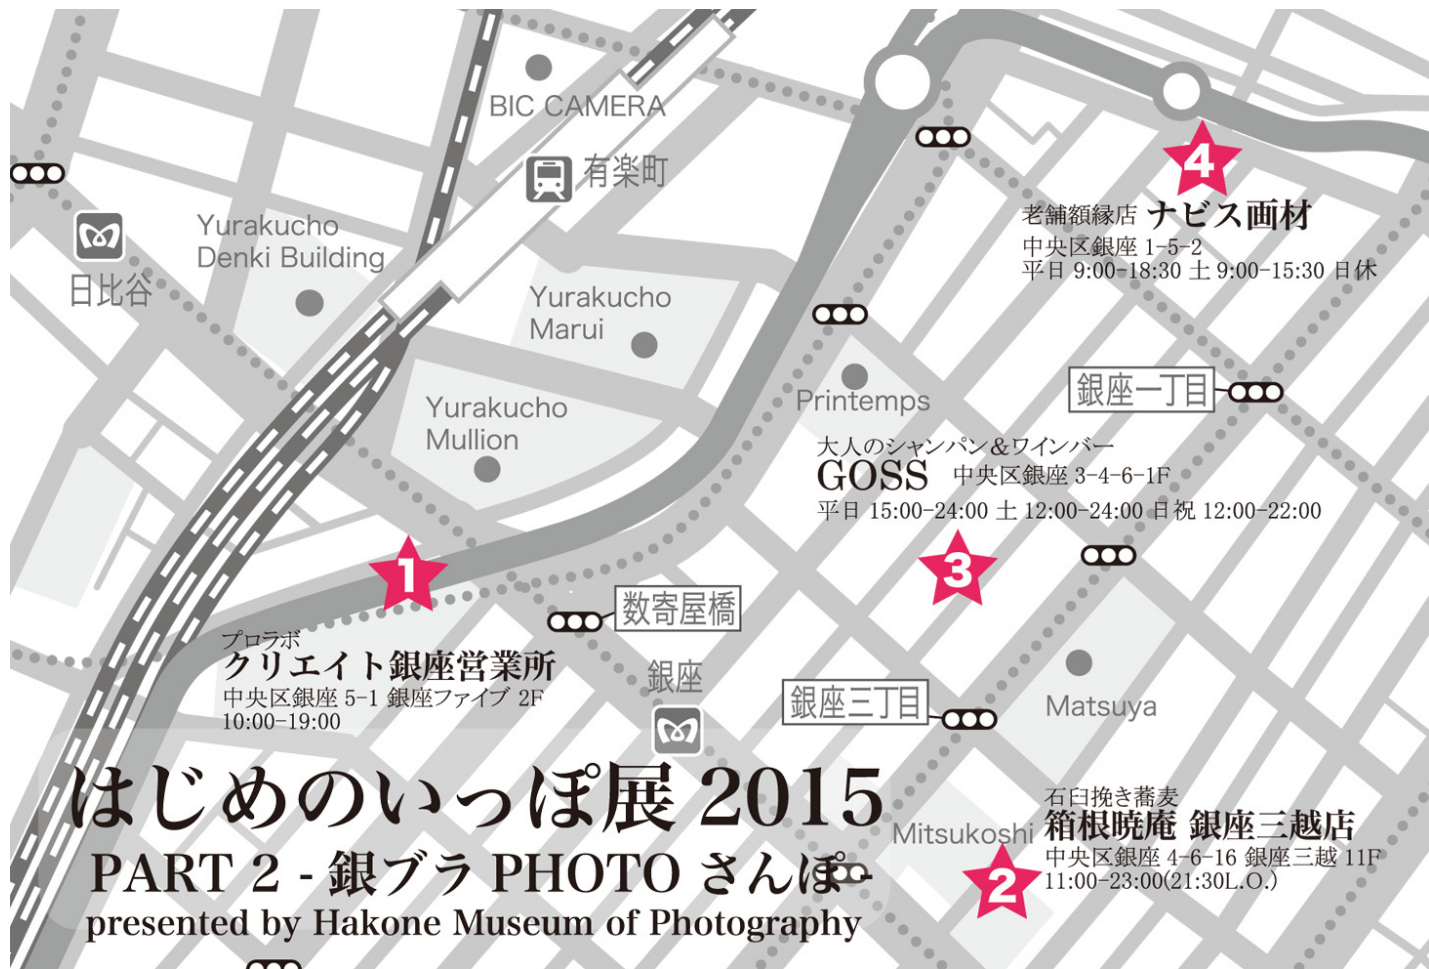 BIC CAMERA
有楽町
4
老舗額縁店 ナビス画材
中央区銀座 1-5-2
平日 9:00-18:30 土 9:00-15:30 日休
Yurakucho
Denki Building
日比谷
Yurakucho
Marui
銀座一丁目
Printemps
Yurakucho
Mullion
大人のシャンパン&ワインバー
GOSS 中央区銀座 3-4-6-1F
平日 15:00-24:00 土 12:00-24:00 日祝 12:00-22:00
1
3
数寄屋橋
プロラボ
クリエイト銀座営業所
中央区銀座 5-1 銀座ファイブ 2F
10:00-19:00
銀座
銀座三丁目
Matsuya
はじめのいっぽ展 2015
PART 2 - 銀ブラ PHOTO さんぽ -
presented by Hakone Museum of Photography
Mitsukoshi
石臼挽き蕎麦
箱根暁庵 銀座三越店
中央区銀座 4-6-16 銀座三越 11F
11:00-23:00(21:30L.O.)
2